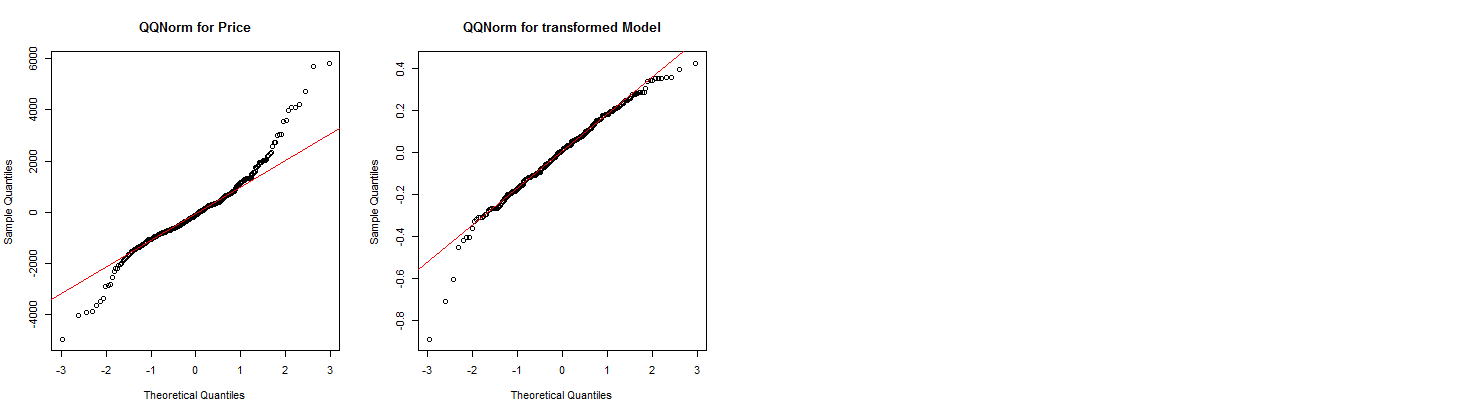 QQNorm for Price
Sample Quantiles
6000
4000
2000
0
-2000
-4000
-3 -2 -1 0 1 2 3
Theoretical Quantiles
QQNorm for transformed Model
Sample Quantiles
0.4
0.2
0.0
-0.2
-0.4
-0.6
-0.8
-3 -2 -1 0 1 2 3
Theoretical Quantiles